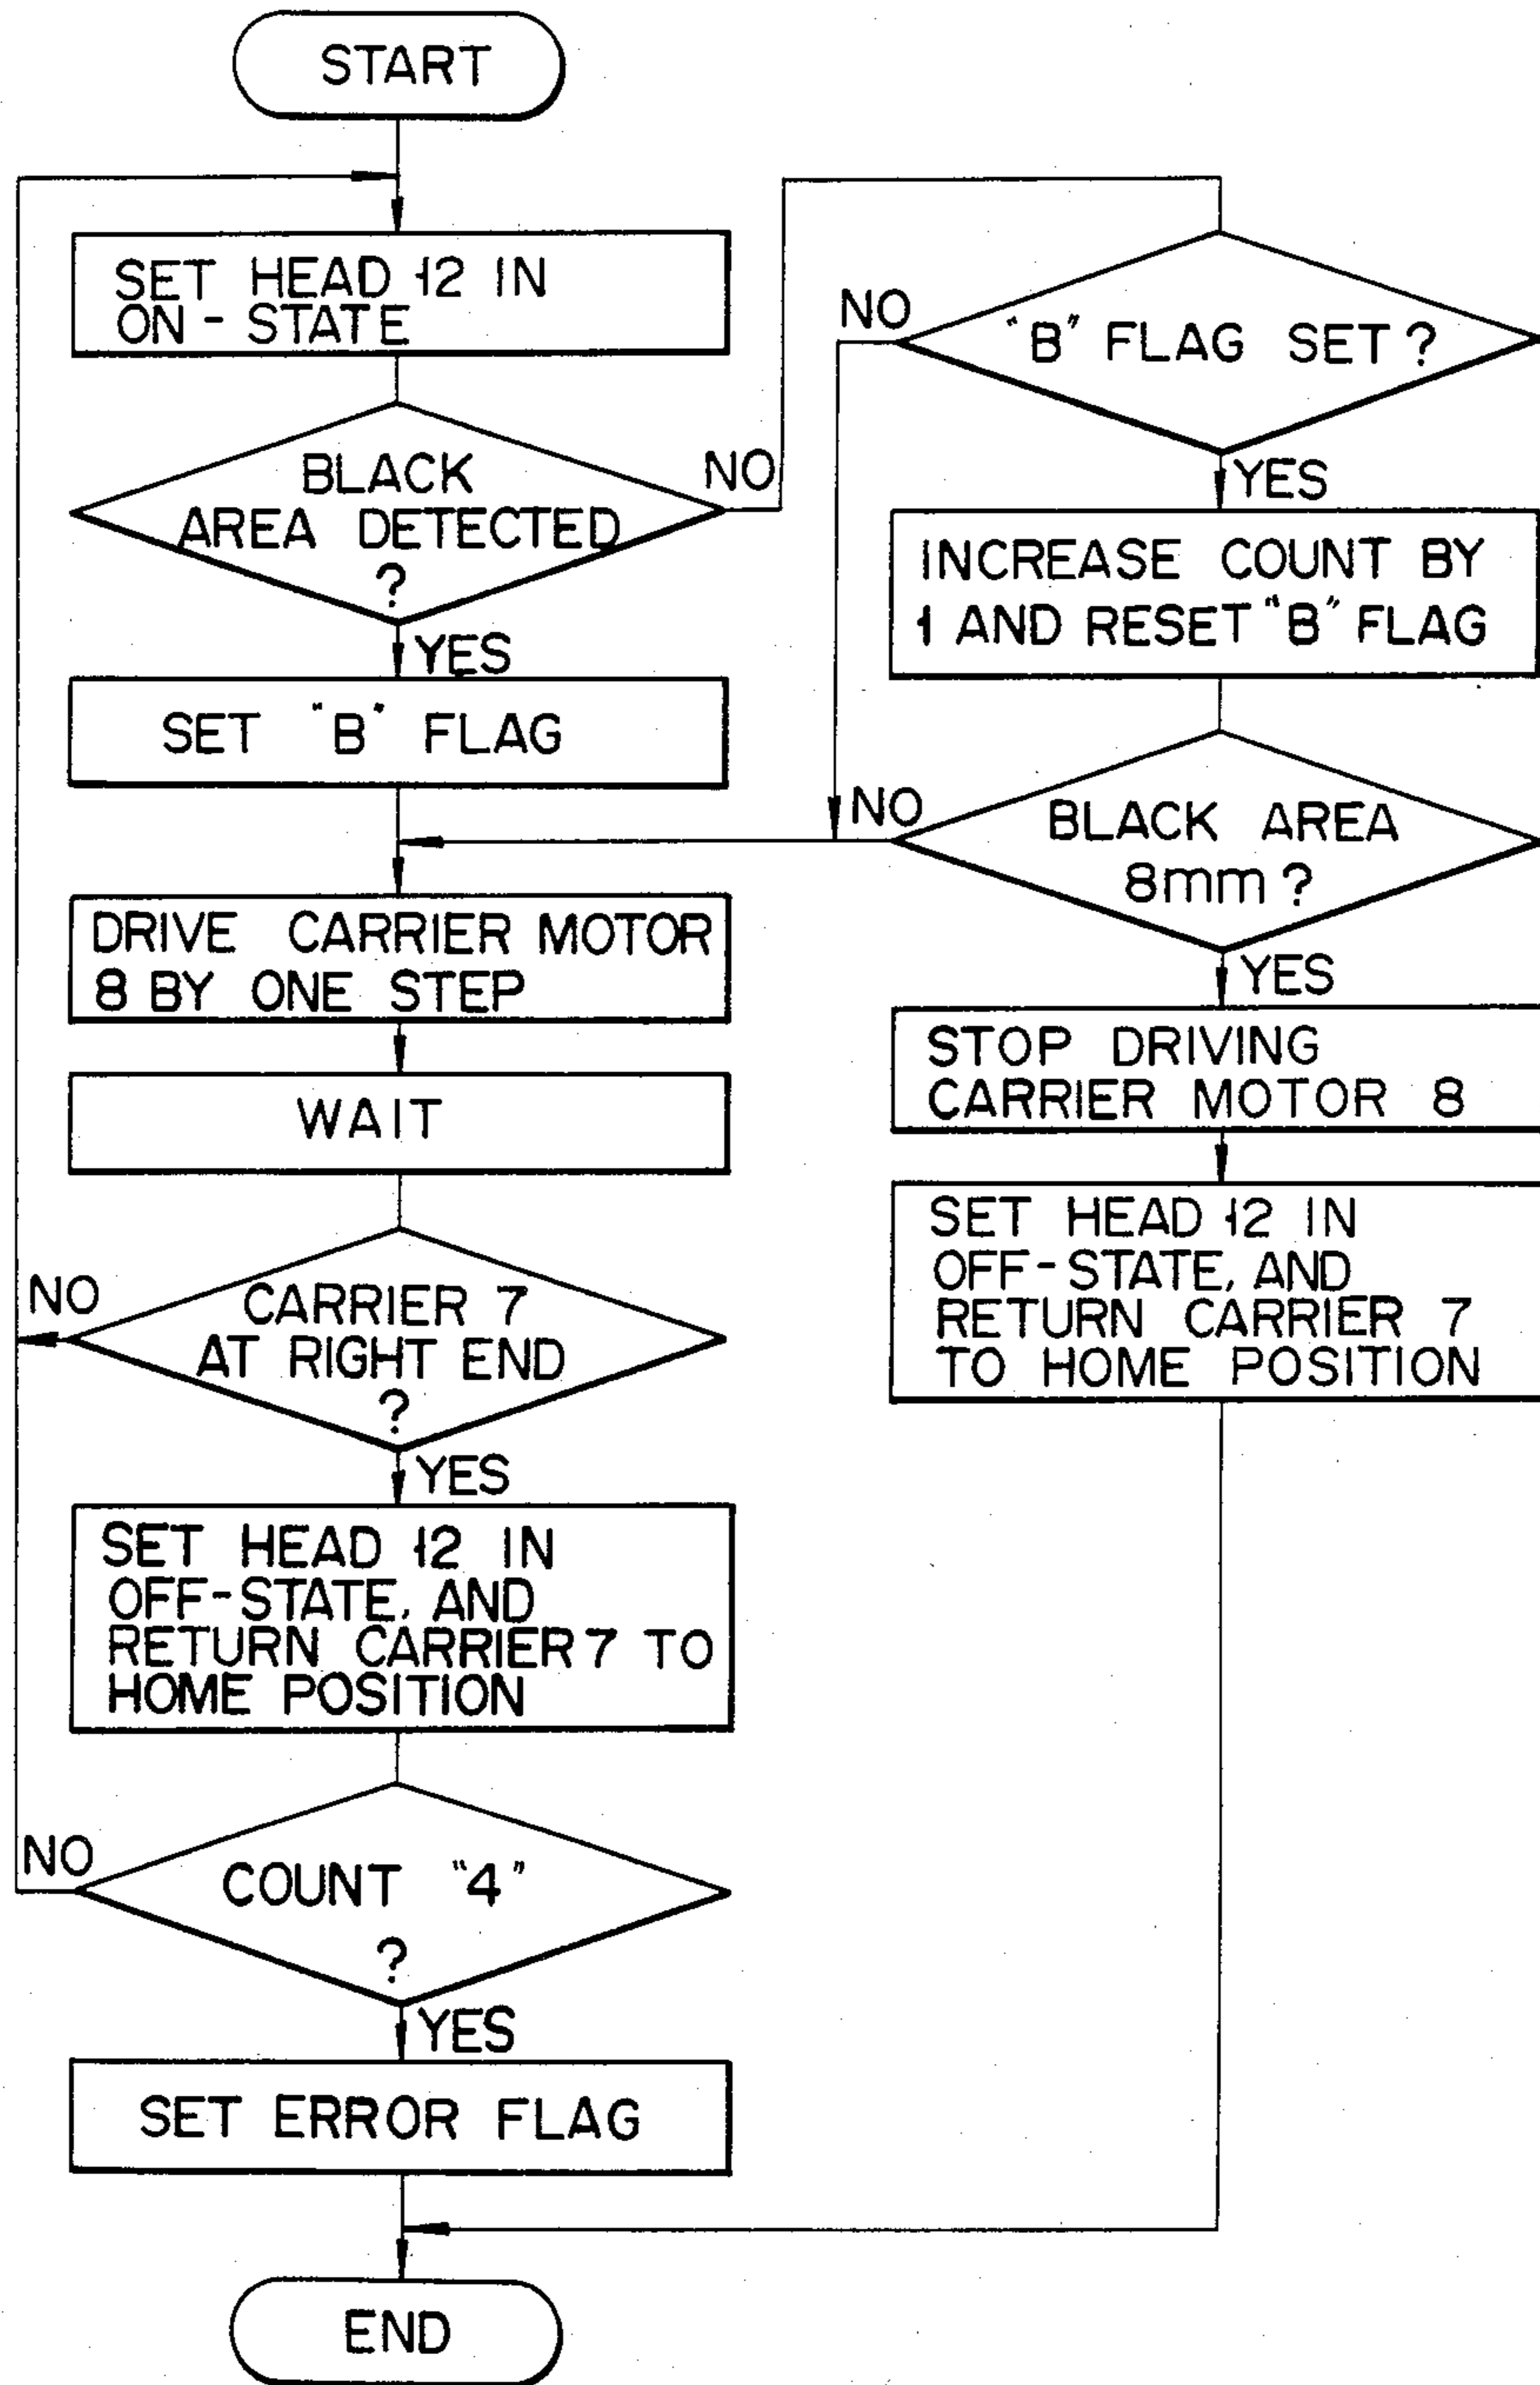 START
SET HEAD 12 IN
ON-STATE
BLACK
AREA DETECTED
?
NO
YES
SET "B" FLAG
DRIVE CARRIER MOTOR
8 BY ONE STEP
WAIT
NO
CARRIER 7
AT RIGHT END
?
YES
SET HEAD 12 IN
OFF-STATE, AND
RETURN CARRIER 7 TO
HOME POSITION
NO
COUNT "4"
?
YES
SET ERROR FLAG
END
NO
"B" FLAG SET ?
YES
INCREASE COUNT BY
1 AND RESET "B" FLAG
NO
BLACK AREA
8mm ?
YES
STOP DRIVING
CARRIER MOTOR 8
SET HEAD 12 IN
OFF-STATE, AND
RETURN CARRIER 7
TO HOME POSITION